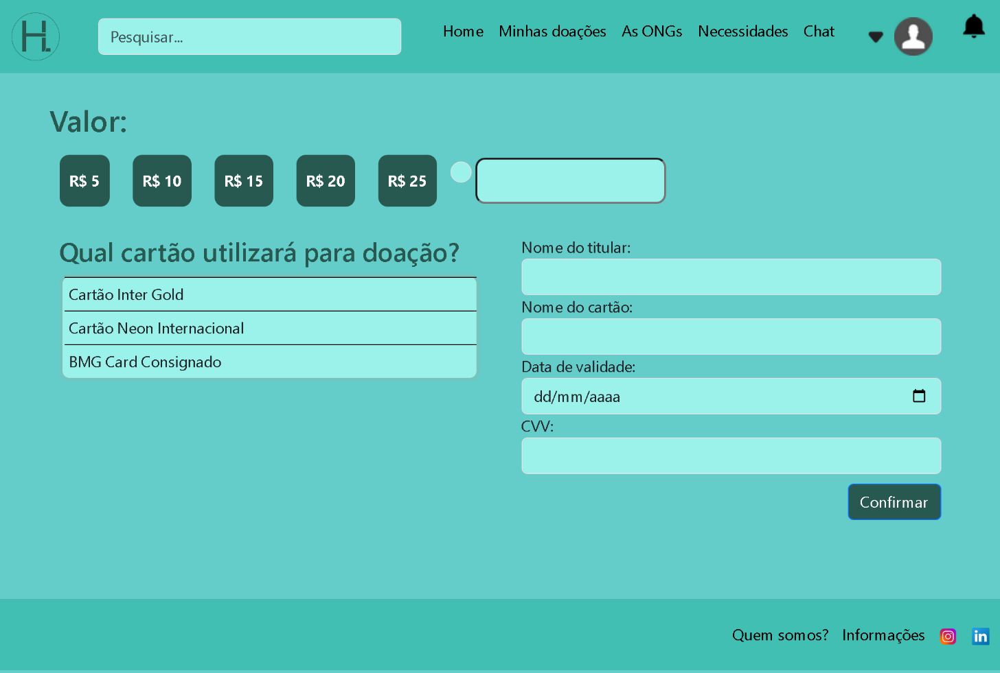 H.
Pesquisar...
Home Minhas doações As ONGs Necessidades Chat
Valor:
R$ 5 R$ 10 R$ 15 R$ 20 R$ 25
Qual cartão utilizará para doação?
Cartão Inter Gold
Cartão Neon Internacional
BMG Card Consignado
Nome do titular:
Nome do cartão:
Data de validade:
dd/mm/aaaa
CVV:
Confirmar
Quem somos? Informações in